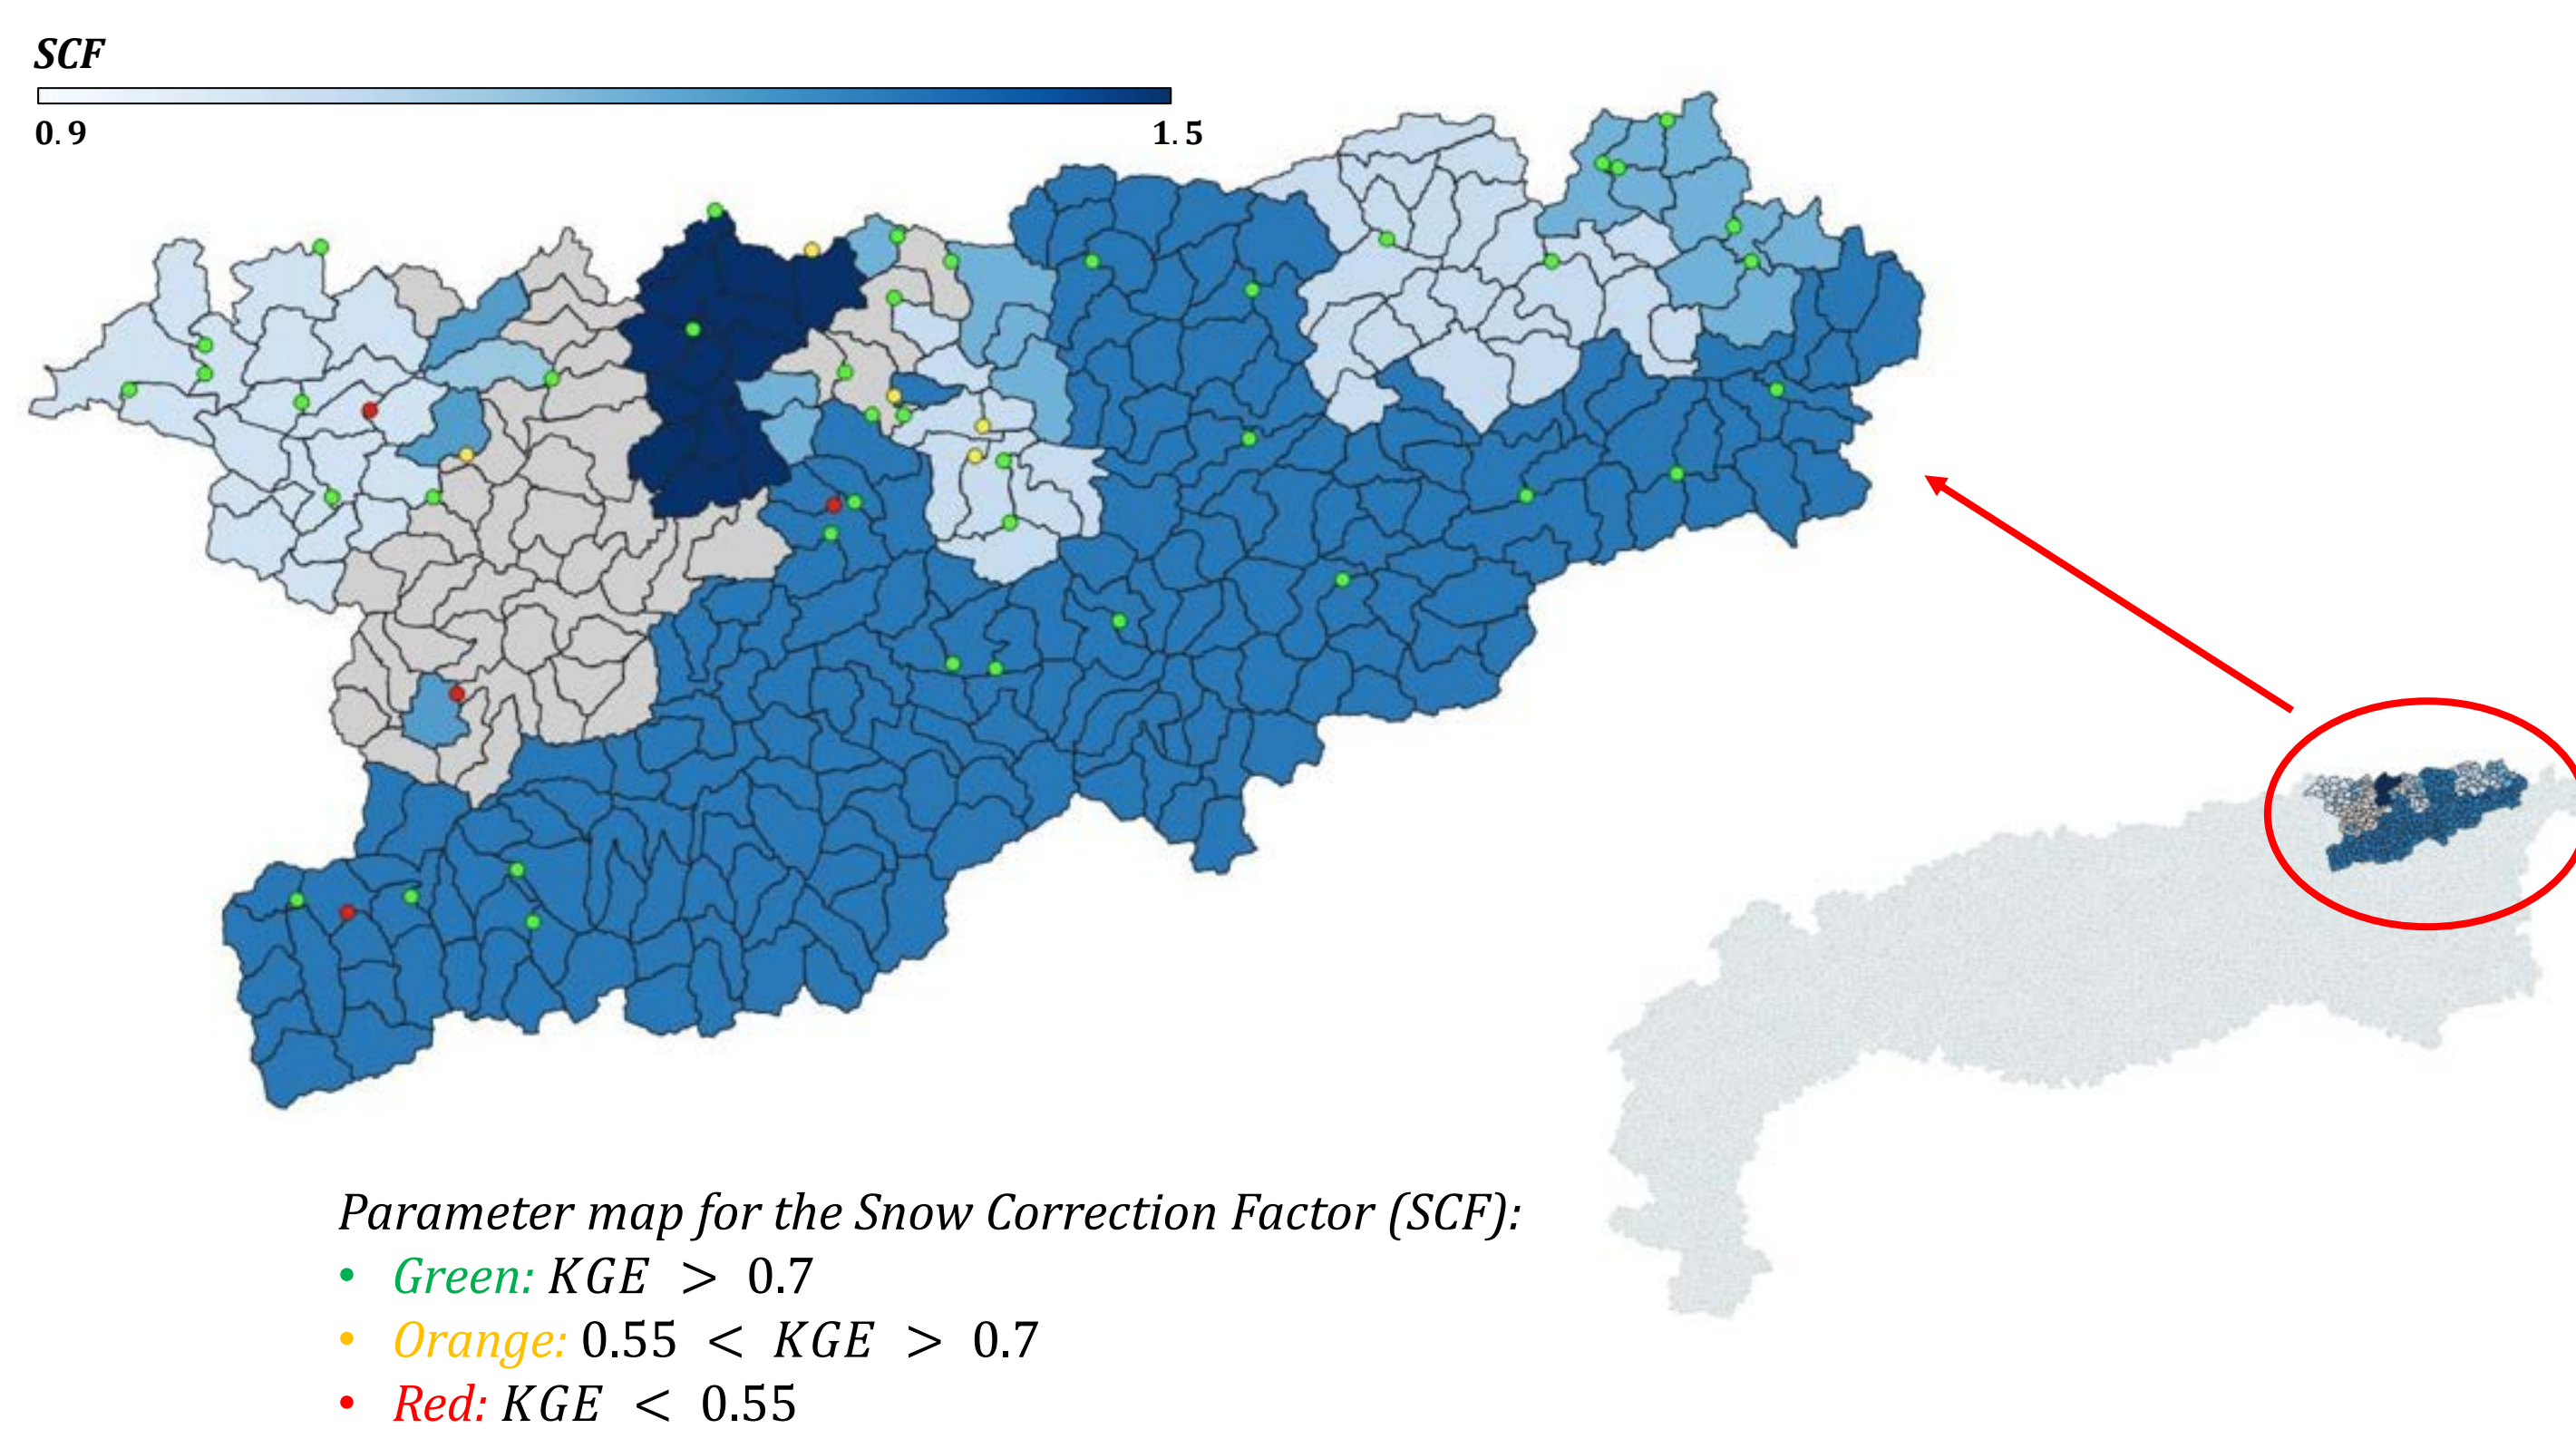 SCF
0.9 1.5
Parameter map for the Snow Correction Factor (SCF):
• Green: KGE > 0.7
• Orange: 0.55 < KGE > 0.7
• Red: KGE < 0.55